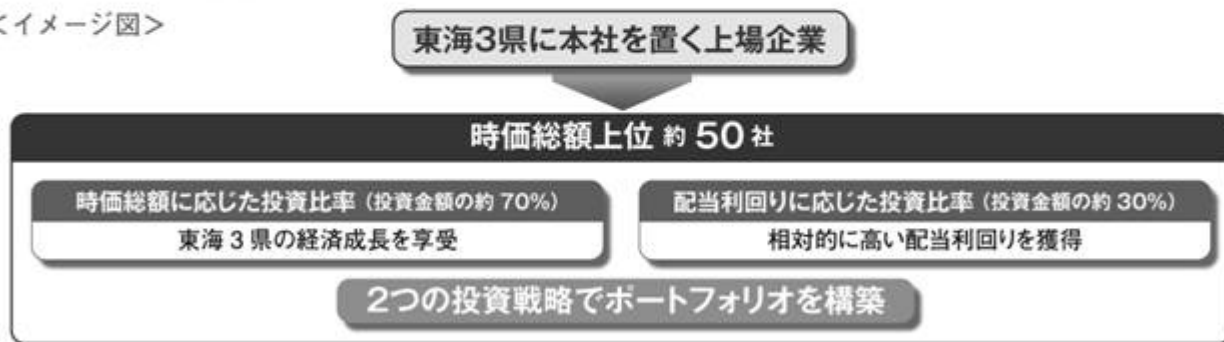 <イメージ図>
東海3県に本社を置く上場企業
時価総額上位 約 50 社
時価総額に応じた投資比率 (投資金額の約 70%)
東海 3 県の経済成長を享受
配当利回りに応じた投資比率 (投資金額の約 30%)
相対的に高い配当利回りを獲得
2つの投資戦略でポートフォリオを構築